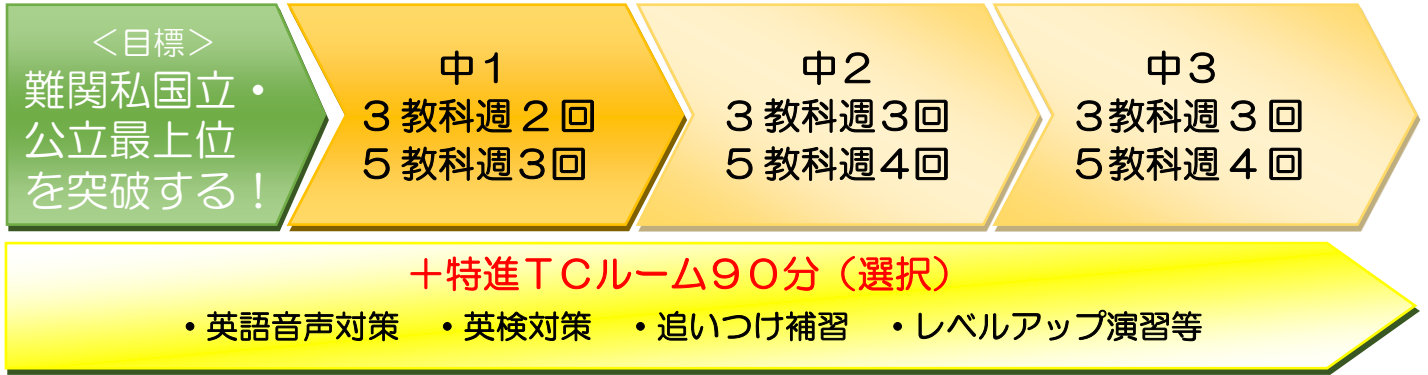 ＜目標＞
難関私国立・
公立最上位
を突破する！
中１
３教科週２回
５教科週３回
中２
３教科週３回
５教科週４回
中３
３教科週３回
５教科週４回
＋特進ＴＣルーム９０分（選択）
・英語音声対策　・英検対策　・追いつけ補習　・レベルアップ演習等